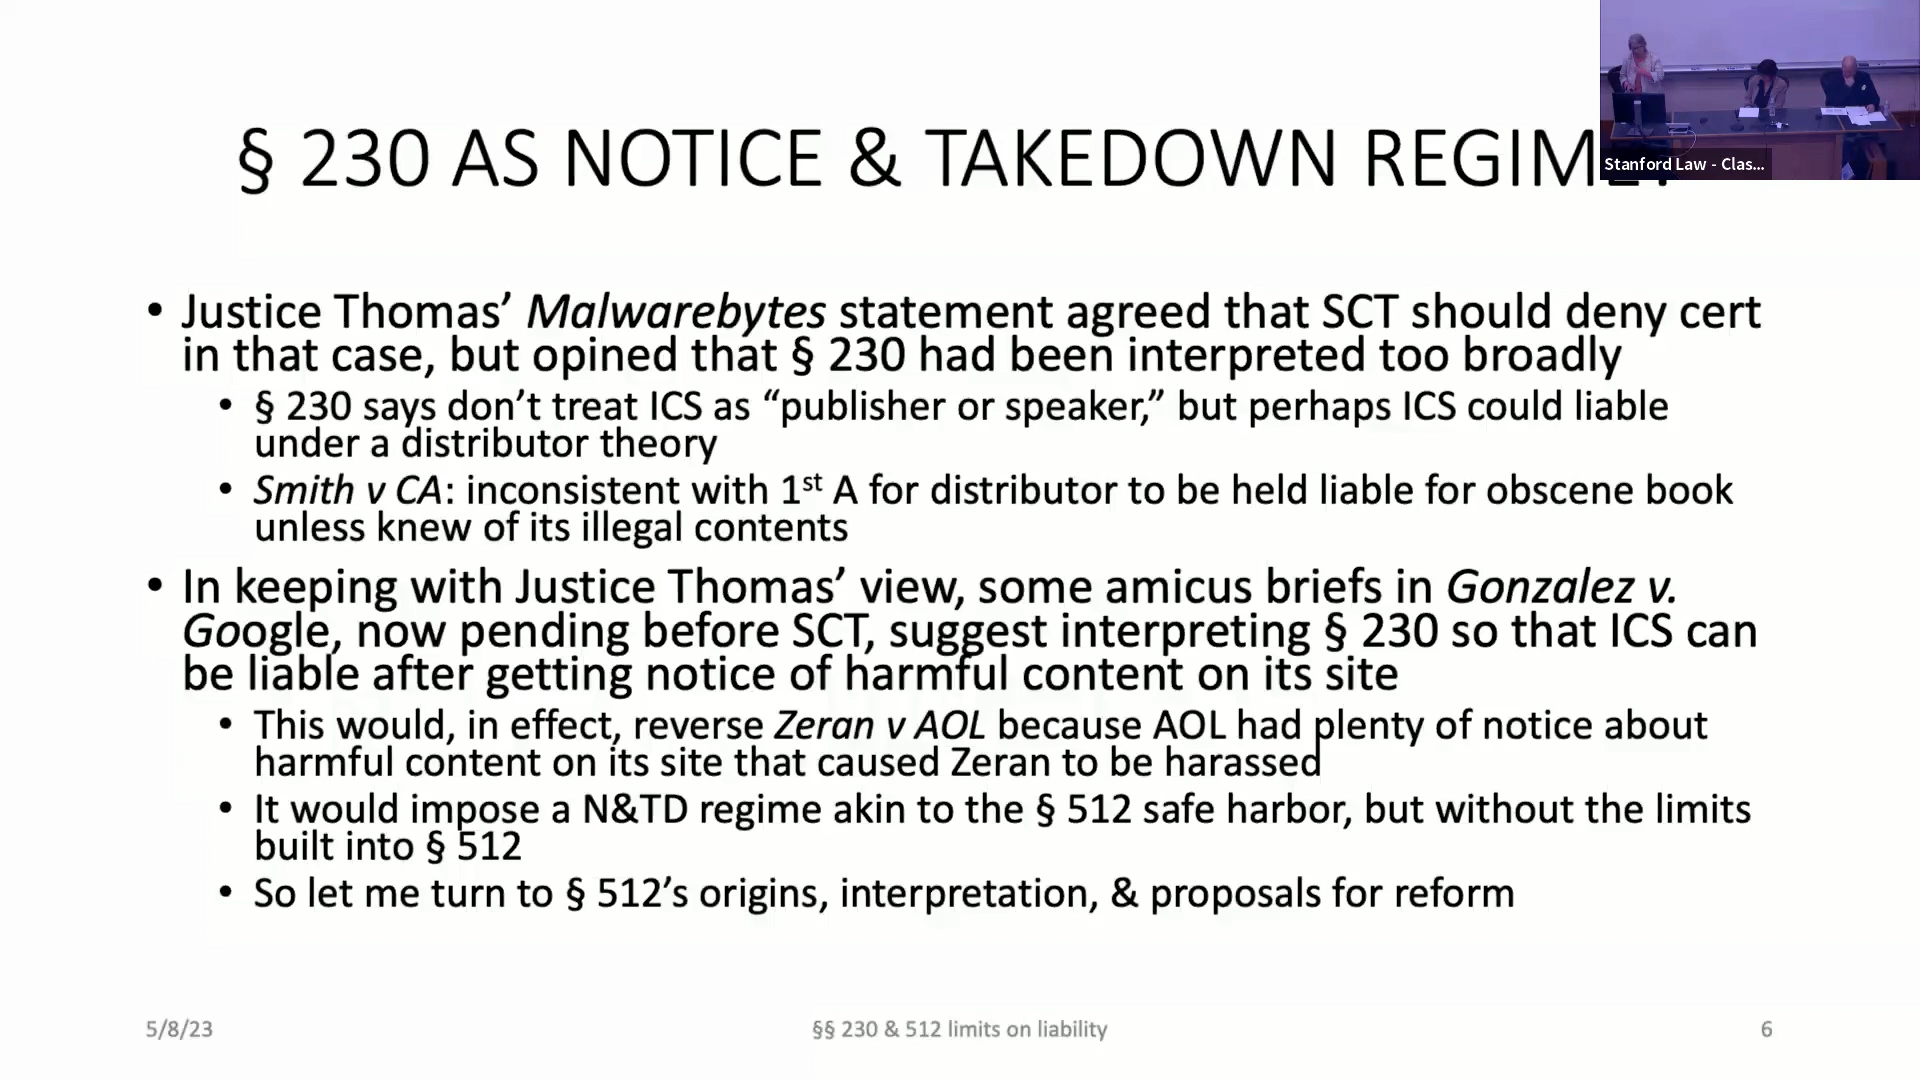 § 230 AS NOTICE & TAKEDOWN REGIM
Stanford Law - Clas...
• Justice Thomas’ Malwarebytes statement agreed that SCT should deny cert
in that case, but opined that § 230 had been interpreted too broadly
• § 230 says don’t treat ICS as “publisher or speaker,” but perhaps ICS could liable
under a distributor theory
• Smith v CA: inconsistent with 1st A for distributor to be held liable for obscene book
unless knew of its illegal contents
• In keeping with Justice Thomas’ view, some amicus briefs in Gonzalez v.
Google, now pending before SCT, suggest interpreting § 230 so that ICS can
be liable after getting notice of harmful content on its site
• This would, in effect, reverse Zeran v AOL because AOL had plenty of notice about
harmful content on its site that caused Zeran to be harassed
• It would impose a N&TD regime akin to the § 512 safe harbor, but without the limits
built into § 512
• So let me turn to § 512’s origins, interpretation, & proposals for reform
5/8/23
§§ 230 & 512 limits on liability
6